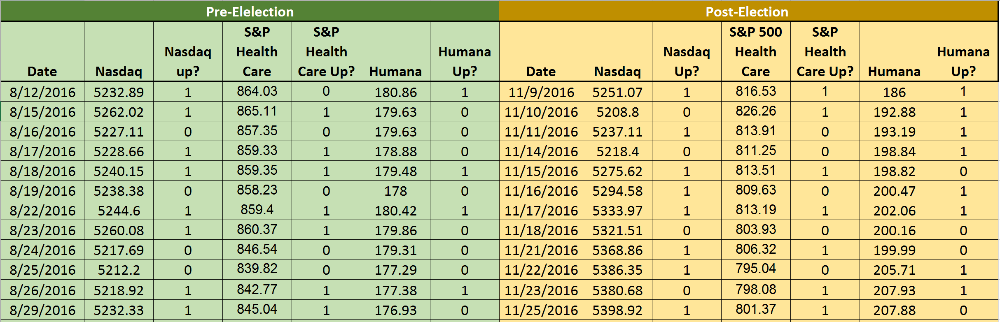 Pre-Elelection Post-Election
S&P S&P S&P 500 S&P
Nasdaq Health Health Humana Nasdaq Health Health Humana
Date Nasdaq up? Care Care Up? Humana Up? Date Nasdaq Up? Care Care Up? Humana Up?
8/12/2016 5232.89 1 864.03 0 180.86 1 11/9/2016 5251.07 1 816.53 1 186 1
8/15/2016 5262.02 1 865.11 1 179.63 0 11/10/2016 5208.8 0 826.26 1 192.88 1
8/16/2016 5227.11 0 857.35 0 179.63 0 11/11/2016 5237.11 1 813.91 0 193.19 1
8/17/2016 5228.66 1 859.33 1 178.88 0 11/14/2016 5218.4 0 811.25 0 198.84 1
8/18/2016 5240.15 1 859.35 1 179.48 1 11/15/2016 5275.62 1 813.51 1 198.82 0
8/19/2016 5238.38 0 858.23 0 178 0 11/16/2016 5294.58 1 809.63 0 200.47 1
8/22/2016 5244.6 1 859.4 1 180.42 1 11/17/2016 5333.97 1 813.19 1 202.06 1
8/23/2016 5260.08 1 860.37 1 179.86 0 11/18/2016 5321.51 0 803.93 0 200.16 0
8/24/2016 5217.69 0 846.54 0 179.31 0 11/21/2016 5368.86 1 806.32 1 199.99 0
8/25/2016 5212.2 0 839.82 0 177.29 0 11/22/2016 5386.35 1 795.04 0 205.71 1
8/26/2016 5218.92 1 842.77 1 177.38 1 11/23/2016 5380.68 0 798.08 1 207.93 1
8/29/2016 5232.33 1 845.04 1 176.93 0 11/25/2016 5398.92 1 801.37 1 207.88 0